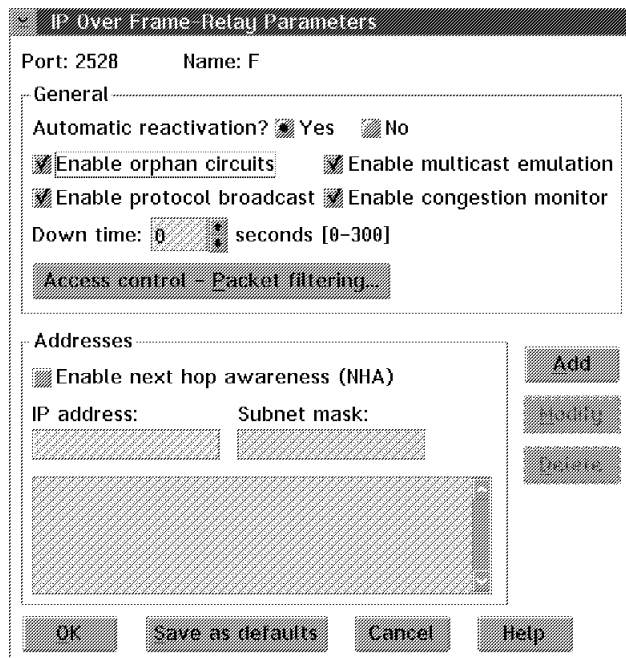 IP Over Frame-Relay Parameters
Port: 2528 Name: F
General
Automatic reactivation? Yes No
Enable orphan circuits Enable multicast emulation
Enable protocol broadcast Enable congestion monitor
Down time: 0 seconds [0-300]
Access control - Packet filtering...
Addresses
Enable next hop awareness (NHA)
IP address: Subnet mask:
Add
Modify
Delete
OK Save as defaults Cancel Help